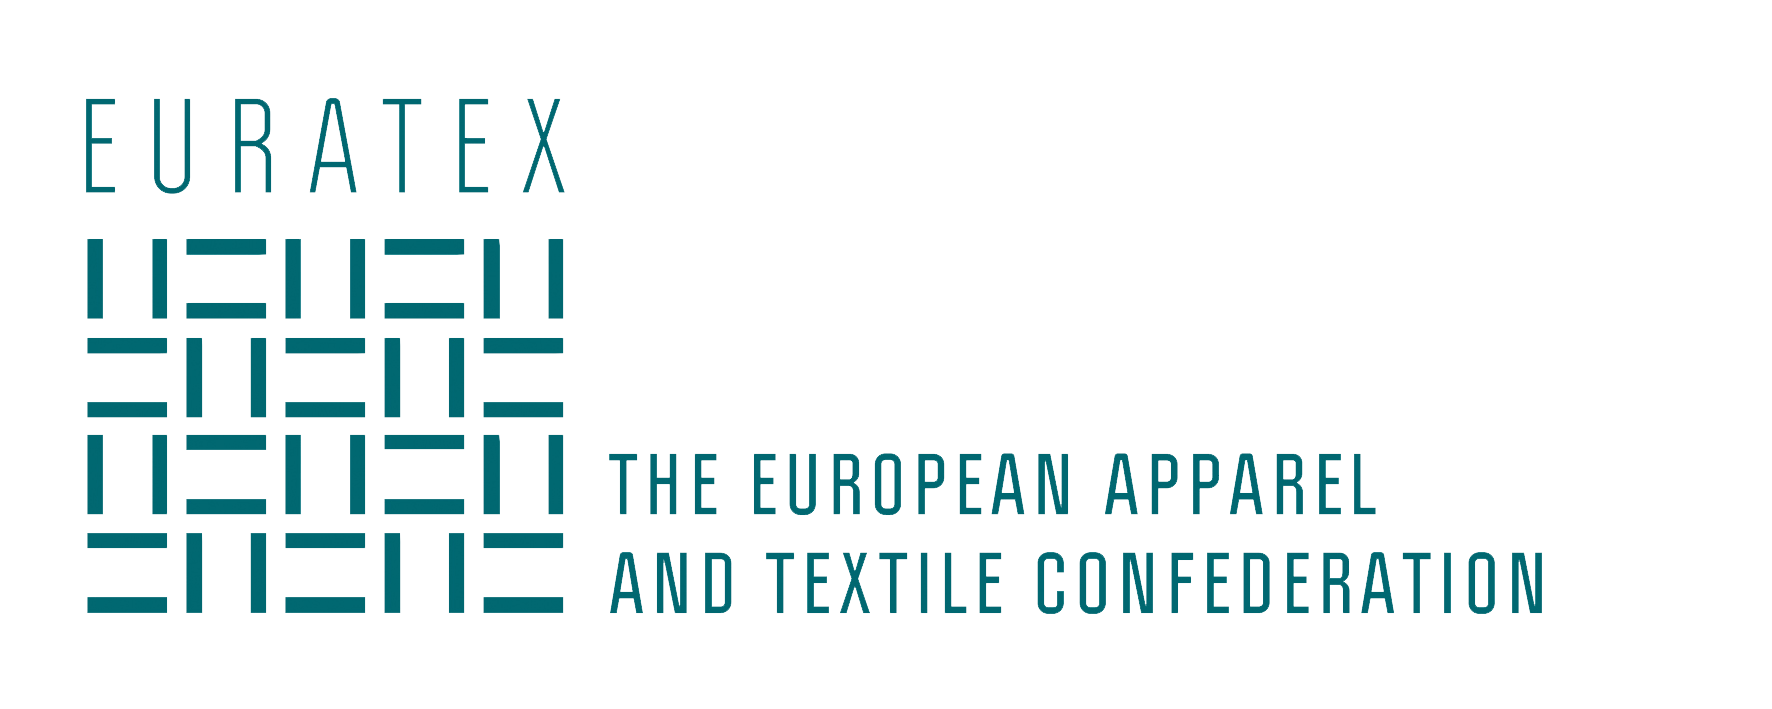 EURATEX
THE EUROPEAN APPAREL
AND TEXTILE CONFEDERATION